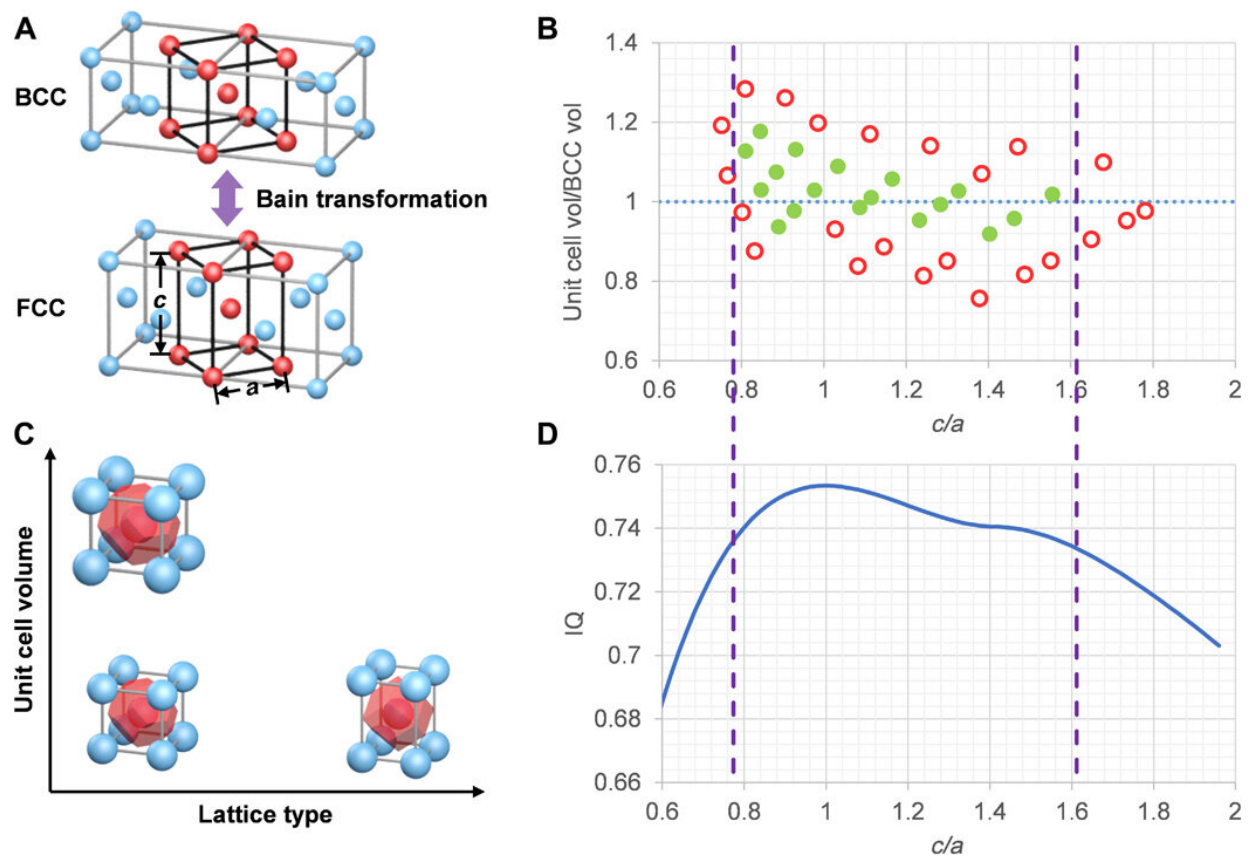 A
BCC
Bain transformation
FCC
c
a
B
Unit cell vol/BCC vol
1.4
1.2
1
0.8
0.6
0.6 0.8 1 1.2 1.4 1.6 1.8 2
c/a
C
Unit cell volume
Lattice type
D
IQ
0.76
0.74
0.72
0.7
0.68
0.66
0.6 0.8 1 1.2 1.4 1.6 1.8 2
c/a